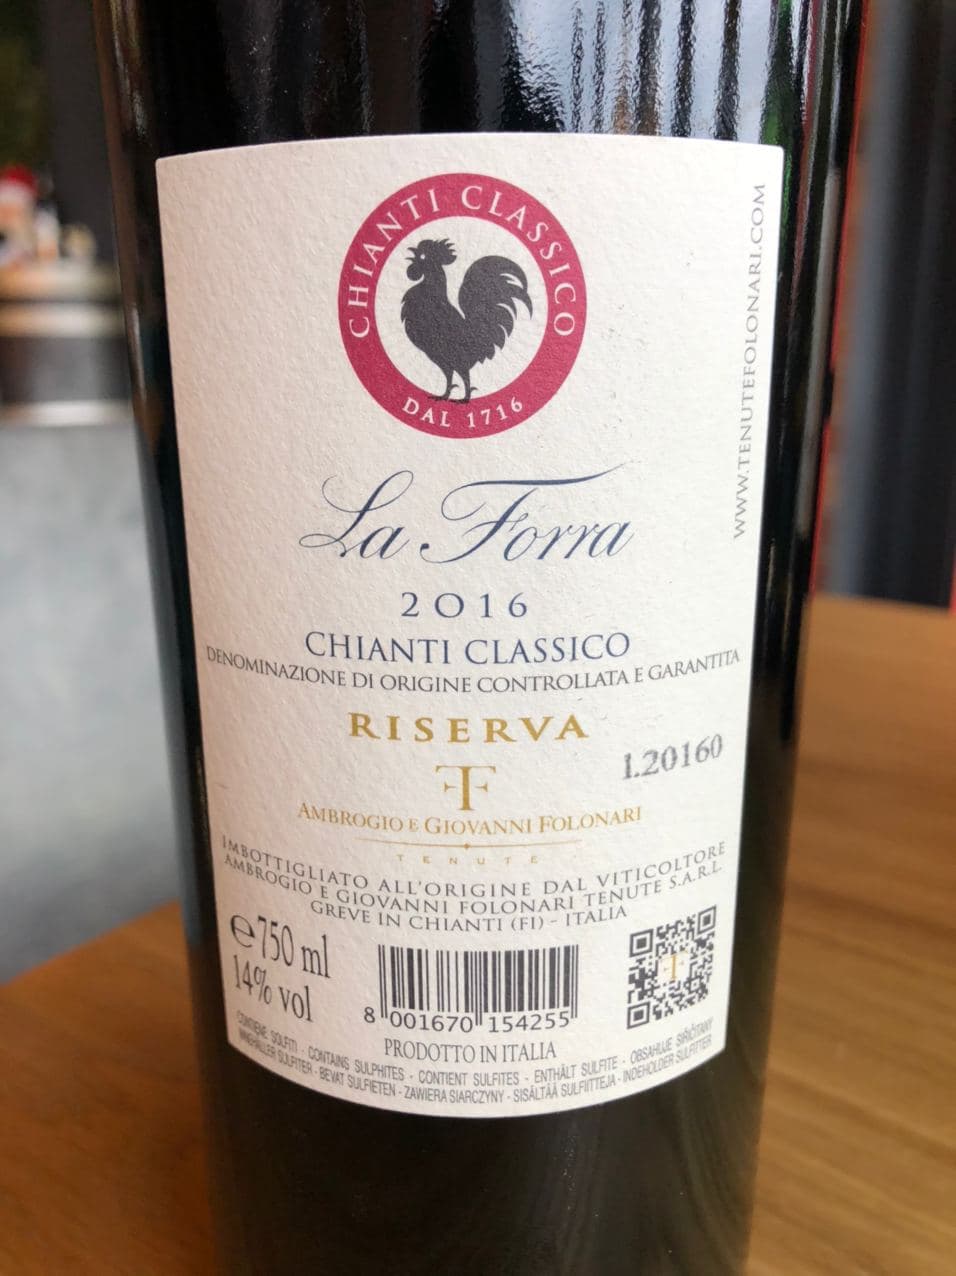 CHIANTI CLASSICO
DAL 1716
WWW.TENUTEFOLONARI.COM
La Forra
2016
CHIANTI CLASSICO
DENOMINAZIONE DI ORIGINE CONTROLLATA E GARANTITA
RISERVA
L.20160
AMBROGIO E GIOVANNI FOLONARI
TENUTE
IMBOTTIGLIATO ALL'ORIGINE DAL VITICOLTORE
AMBROGIO E GIOVANNI FOLONARI TENUTE S.A.R.L.
GREVE IN CHIANTI (FI) - ITALIA
e 750 ml
14% vol
8 001670 154255
PRODOTTO IN ITALIA
CONTIENE SOLFITI - CONTAINS SULPHITES - CONTIENT SULFITES - ENTHÄLT SULFITE - OBSAHUJE SIŘIČITANY
INNEHÅLLER SULFITER - BEVAT SULFIETEN - ZAWIERA SIARCZYNY - SISÄLTÄÄ SULFIITTEJA - INDEHOLDER SULFITTER